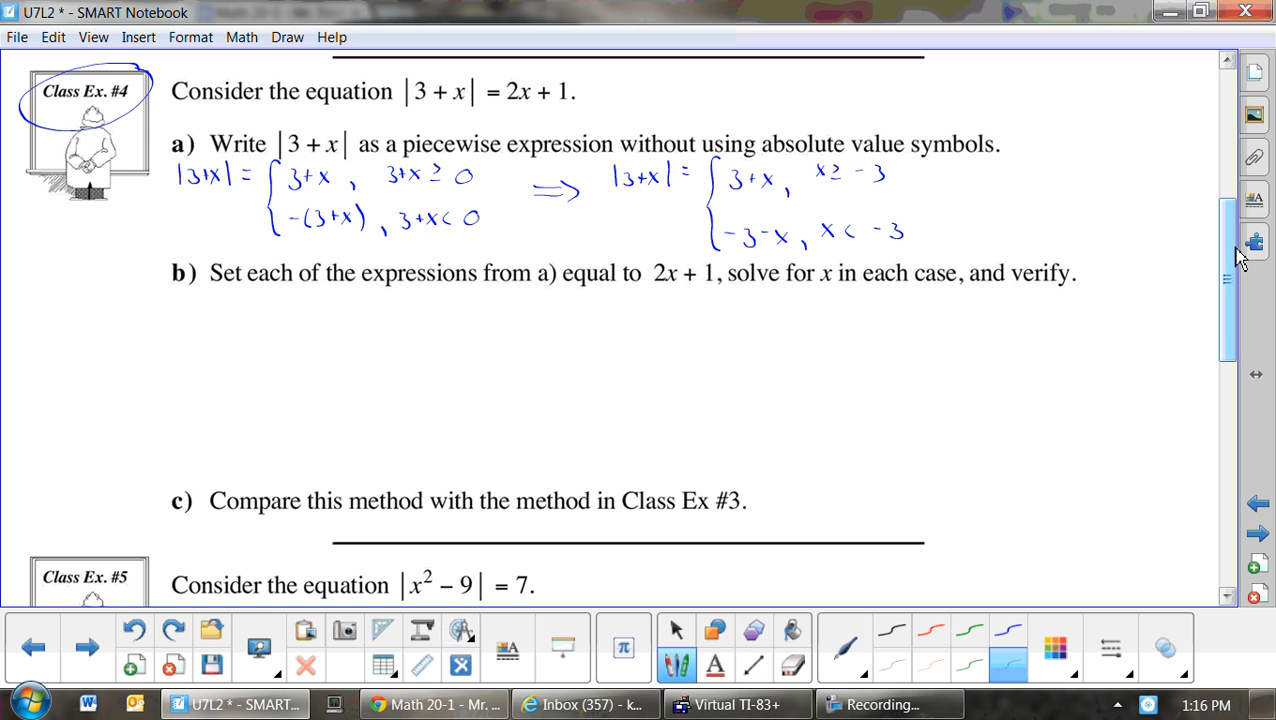 U7L2 * - SMART Notebook
File Edit View Insert Format Math Draw Help
Class Ex. #4
Consider the equation |3 + x| = 2x + 1.
a) Write |3 + x| as a piecewise expression without using absolute value symbols.
|3+x| = { 3+x , 3+x ≥ 0 ⇒ |3+x| = { 3+x , x ≥ -3
-(3+x) , 3+x < 0 -3-x , x < -3
b) Set each of the expressions from a) equal to 2x + 1, solve for x in each case, and verify.
c) Compare this method with the method in Class Ex #3.
Class Ex. #5
Consider the equation |x² − 9| = 7.
U7L2 * - SMART... Math 20-1 - Mr. ... Inbox (357) - k... Virtual TI-83+ Recording... 1:16 PM